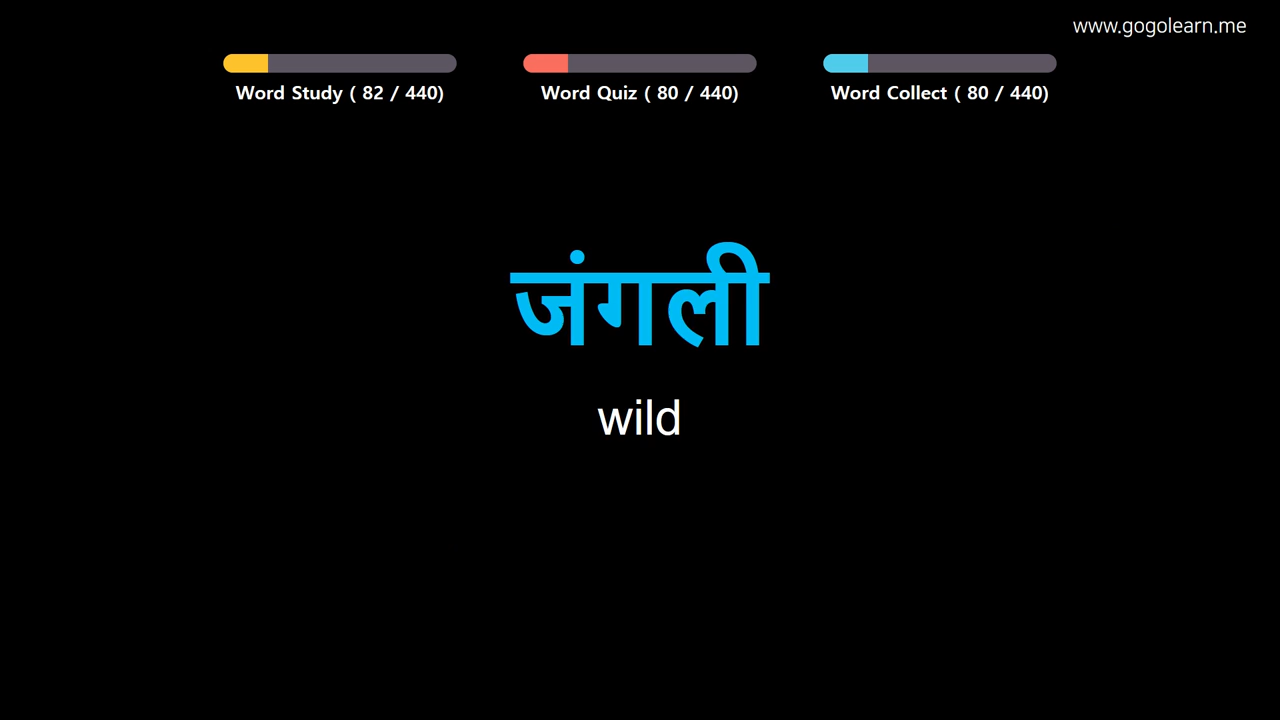 www.gogolearn.me
Word Study ( 82 / 440)
Word Quiz ( 80 / 440)
Word Collect ( 80 / 440)
जंगली
wild